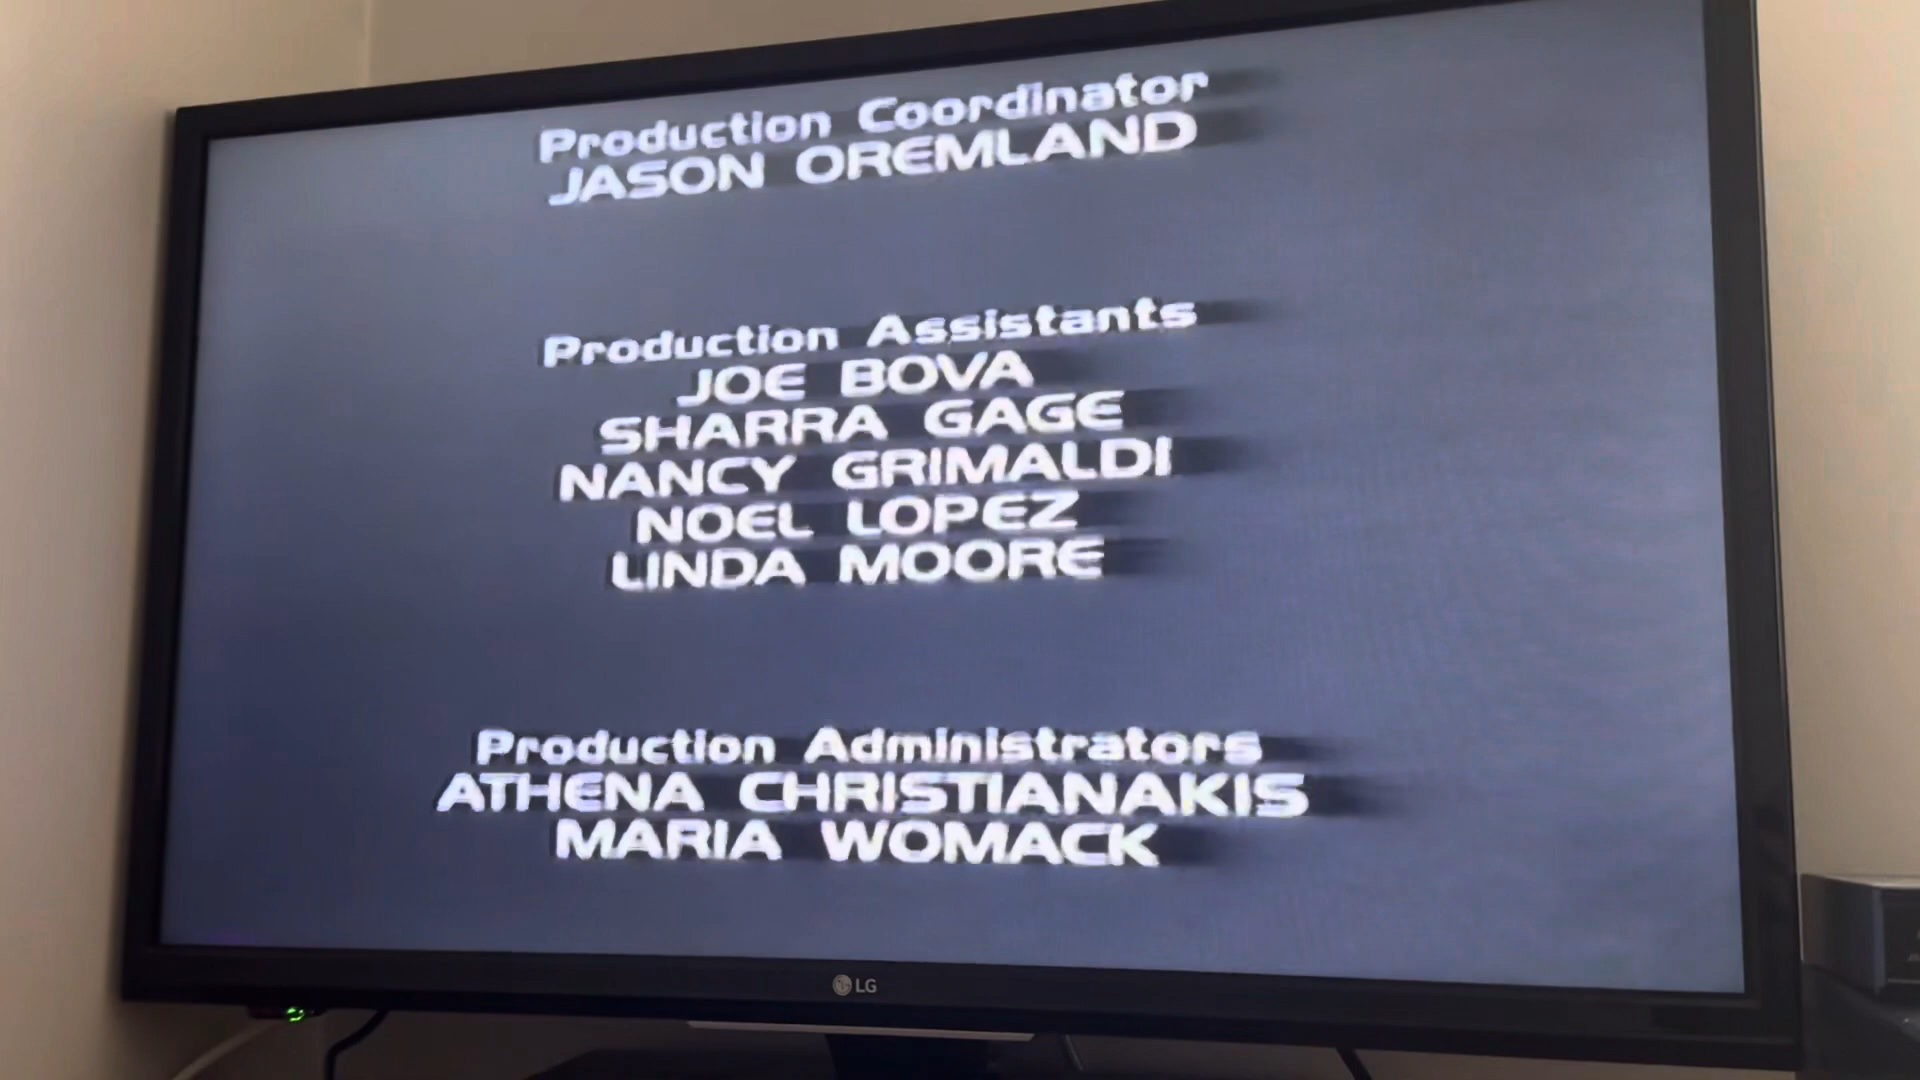 Production Coordinator
JASON OREMLAND
Production Assistants
JOE BOVA
SHARRA GAGE
NANCY GRIMALDI
NOEL LOPEZ
LINDA MOORE
Production Administrators
ATHENA CHRISTIANAKIS
MARIA WOMACK
LG